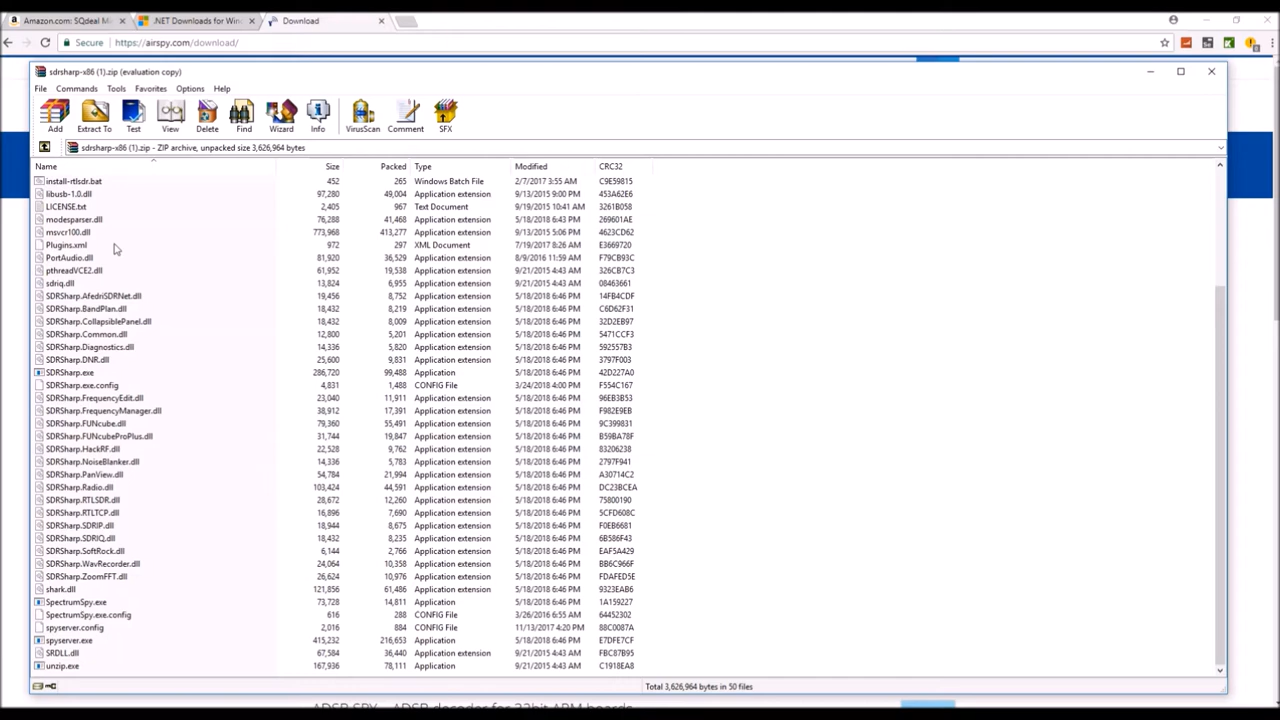 Amazon.com: SQdeal Mi .NET Downloads for Win Download
Secure https://airspy.com/download/
sdrsharp-x86 (1).zip (evaluation copy)
File Commands Tools Favorites Options Help
Add Extract To Test View Delete Find Wizard Info VirusScan Comment SFX
sdrsharp-x86 (1).zip - ZIP archive, unpacked size 3,626,964 bytes
Name Size Packed Type Modified CRC32
install-rtlsdr.bat 452 265 Windows Batch File 2/7/2017 3:55 AM C9E59815
libusb-1.0.dll 97,280 49,004 Application extension 9/13/2015 9:00 PM 453A62E6
LICENSE.txt 2,405 967 Text Document 9/19/2015 10:41 AM 3261B058
modesparser.dll 76,288 41,468 Application extension 5/18/2018 6:43 PM 269601AE
msvcr100.dll 773,968 413,277 Application extension 9/13/2015 5:00 PM 4623CD62
Plugins.xml 972 297 XML Document 7/19/2017 8:26 AM E3669720
PortAudio.dll 81,920 36,529 Application extension 8/9/2016 11:59 AM F79CB93C
pthreadVCE2.dll 61,952 19,538 Application extension 9/21/2015 4:43 AM 326CB7C3
sdriq.dll 13,824 6,955 Application extension 9/21/2015 4:43 AM 08463661
SDRSharp.AfedriSDRNet.dll 19,456 8,752 Application extension 5/18/2018 6:46 PM 14FB4CDF
SDRSharp.BandPlan.dll 18,432 8,219 Application extension 5/18/2018 6:46 PM C6D62F31
SDRSharp.CollapsiblePanel.dll 18,432 8,009 Application extension 5/18/2018 6:46 PM 32D2EB97
SDRSharp.Common.dll 12,800 5,201 Application extension 5/18/2018 6:46 PM 5471CCF3
SDRSharp.Diagnostics.dll 14,336 5,820 Application extension 5/18/2018 6:46 PM 592557B3
SDRSharp.DNR.dll 25,600 9,831 Application extension 5/18/2018 6:46 PM 3797F003
SDRSharp.exe 286,720 99,488 Application 5/18/2018 6:46 PM 42D227A0
SDRSharp.exe.config 4,831 1,488 CONFIG File 3/24/2018 4:00 PM F554C167
SDRSharp.FrequencyEdit.dll 23,040 11,911 Application extension 5/18/2018 6:46 PM 96EB3B53
SDRSharp.FrequencyManager.dll 38,912 17,391 Application extension 5/18/2018 6:46 PM F982E9EB
SDRSharp.FUNcube.dll 79,360 55,491 Application extension 5/18/2018 6:46 PM 9C399831
SDRSharp.FUNcubeProPlus.dll 31,744 19,847 Application extension 5/18/2018 6:46 PM B59BA78F
SDRSharp.HackRF.dll 22,528 9,762 Application extension 5/18/2018 6:46 PM 83206238
SDRSharp.NoiseBlanker.dll 14,336 5,783 Application extension 5/18/2018 6:46 PM 2797F941
SDRSharp.PanView.dll 54,784 21,994 Application extension 5/18/2018 6:46 PM A30714C2
SDRSharp.Radio.dll 103,424 44,591 Application extension 5/18/2018 6:46 PM DC23BCEA
SDRSharp.RTLSDR.dll 28,672 12,260 Application extension 5/18/2018 6:46 PM 75800190
SDRSharp.RTLTCP.dll 16,896 7,690 Application extension 5/18/2018 6:46 PM 5CFD608C
SDRSharp.SDRIP.dll 18,944 8,675 Application extension 5/18/2018 6:46 PM F0EB6681
SDRSharp.SDRIQ.dll 18,432 8,235 Application extension 5/18/2018 6:46 PM 6B586F43
SDRSharp.SoftRock.dll 6,144 2,766 Application extension 5/18/2018 6:46 PM EAF5A429
SDRSharp.WavRecorder.dll 24,064 10,358 Application extension 5/18/2018 6:46 PM BB6C966F
SDRSharp.ZoomFFT.dll 26,624 10,976 Application extension 5/18/2018 6:46 PM FDAFED5E
shark.dll 121,856 61,486 Application extension 5/18/2018 6:46 PM 9323EAB6
SpectrumSpy.exe 73,728 14,811 Application 5/18/2018 6:46 PM 1A159227
SpectrumSpy.exe.config 616 288 CONFIG File 3/26/2016 6:55 AM 64452302
spyserver.config 2,016 884 CONFIG File 11/13/2017 4:20 PM 88C0087A
spyserver.exe 415,232 216,653 Application 5/18/2018 6:46 PM E7DFE7CF
SRDLL.dll 67,584 36,440 Application extension 9/21/2015 4:43 AM FBC87B95
unzip.exe 167,936 78,111 Application 9/21/2015 4:43 AM C1918EA8
Total 3,626,964 bytes in 50 files
ADSB SPY – ADSB decoder for 32bit ARM boards